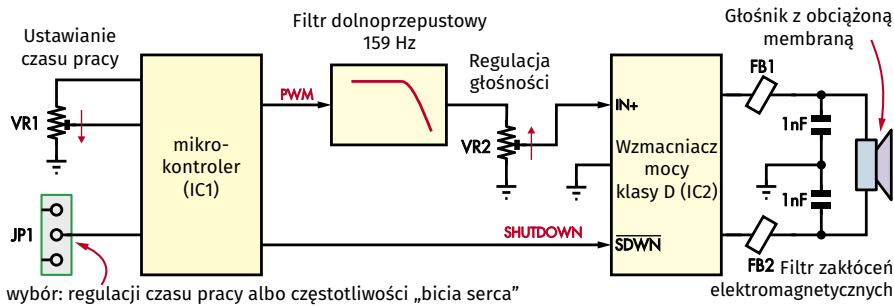 Ustawianie
czasu pracy
VR1
JP1
mikro-
kontroler
(IC1)
PWM
Filtr dolnoprzepustowy
159 Hz
Regulacja
głośności
VR2
SHUTDOWN
IN+
Wzmacniacz
mocy
klasy D (IC2)
SDWN
FB1
FB2
1nF
1nF
Głośnik z obciążoną
membraną
Filtr zakłóceń
elektromagnetycznych
wybór: regulacji czasu pracy albo częstotliwości „bicia serca”